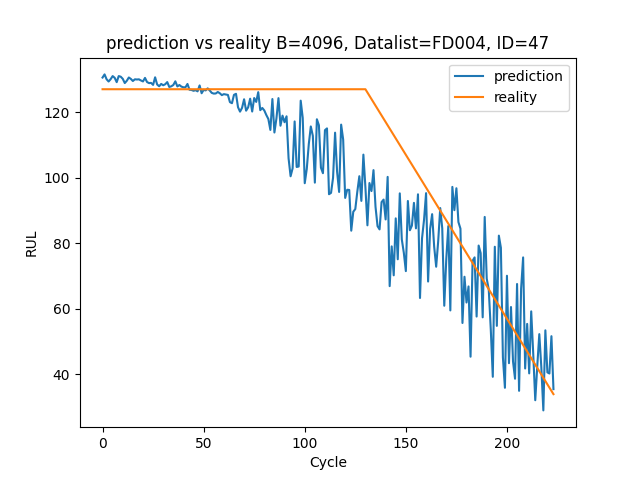 prediction vs reality B=4096, Datalist=FD004, ID=47
prediction
reality
RUL
120
100
80
60
40
0
50
100
150
200
Cycle